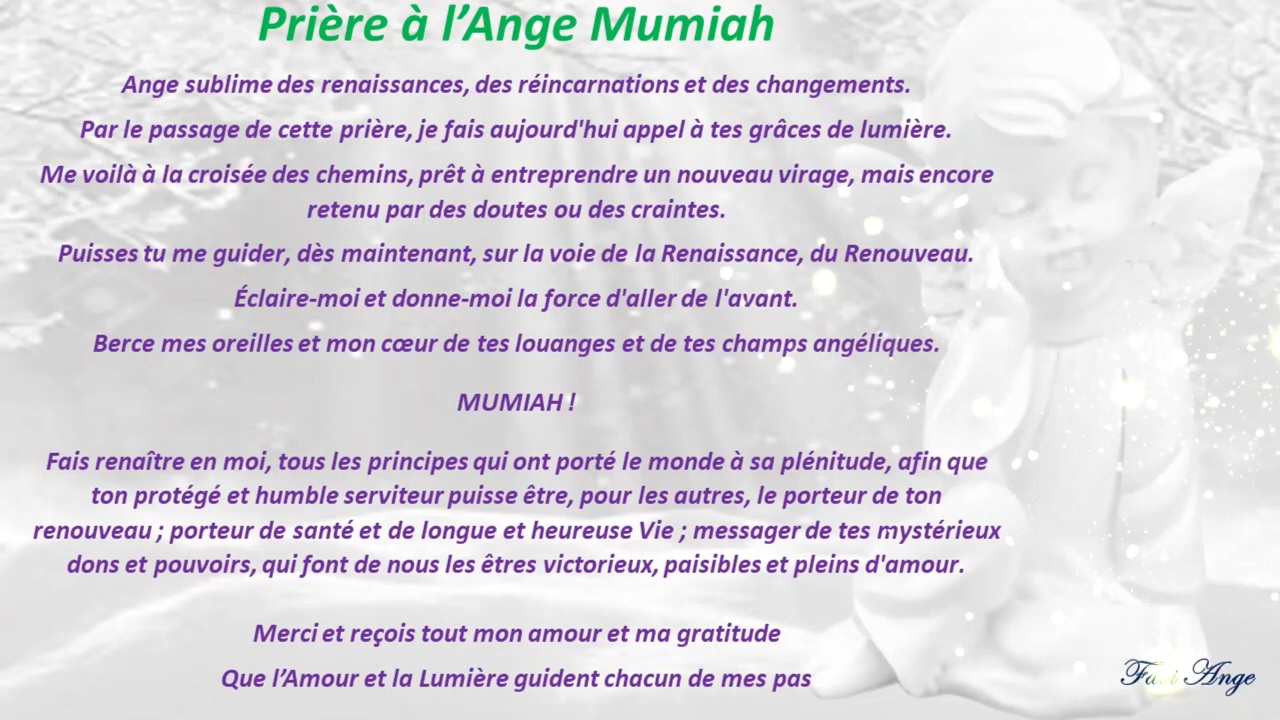 Prière à l’Ange Mumiah
Ange sublime des renaissances, des réincarnations et des changements.
Par le passage de cette prière, je fais aujourd'hui appel à tes grâces de lumière.
Me voilà à la croisée des chemins, prêt à entreprendre un nouveau virage, mais encore
retenu par des doutes ou des craintes.
Puisses tu me guider, dès maintenant, sur la voie de la Renaissance, du Renouveau.
Éclaire-moi et donne-moi la force d'aller de l'avant.
Berce mes oreilles et mon cœur de tes louanges et de tes champs angéliques.
MUMIAH !
Fais renaître en moi, tous les principes qui ont porté le monde à sa plénitude, afin que
ton protégé et humble serviteur puisse être, pour les autres, le porteur de ton
renouveau ; porteur de santé et de longue et heureuse Vie ; messager de tes mystérieux
dons et pouvoirs, qui font de nous les êtres victorieux, paisibles et pleins d'amour.
Merci et reçois tout mon amour et ma gratitude
Que l’Amour et la Lumière guident chacun de mes pas
Ange